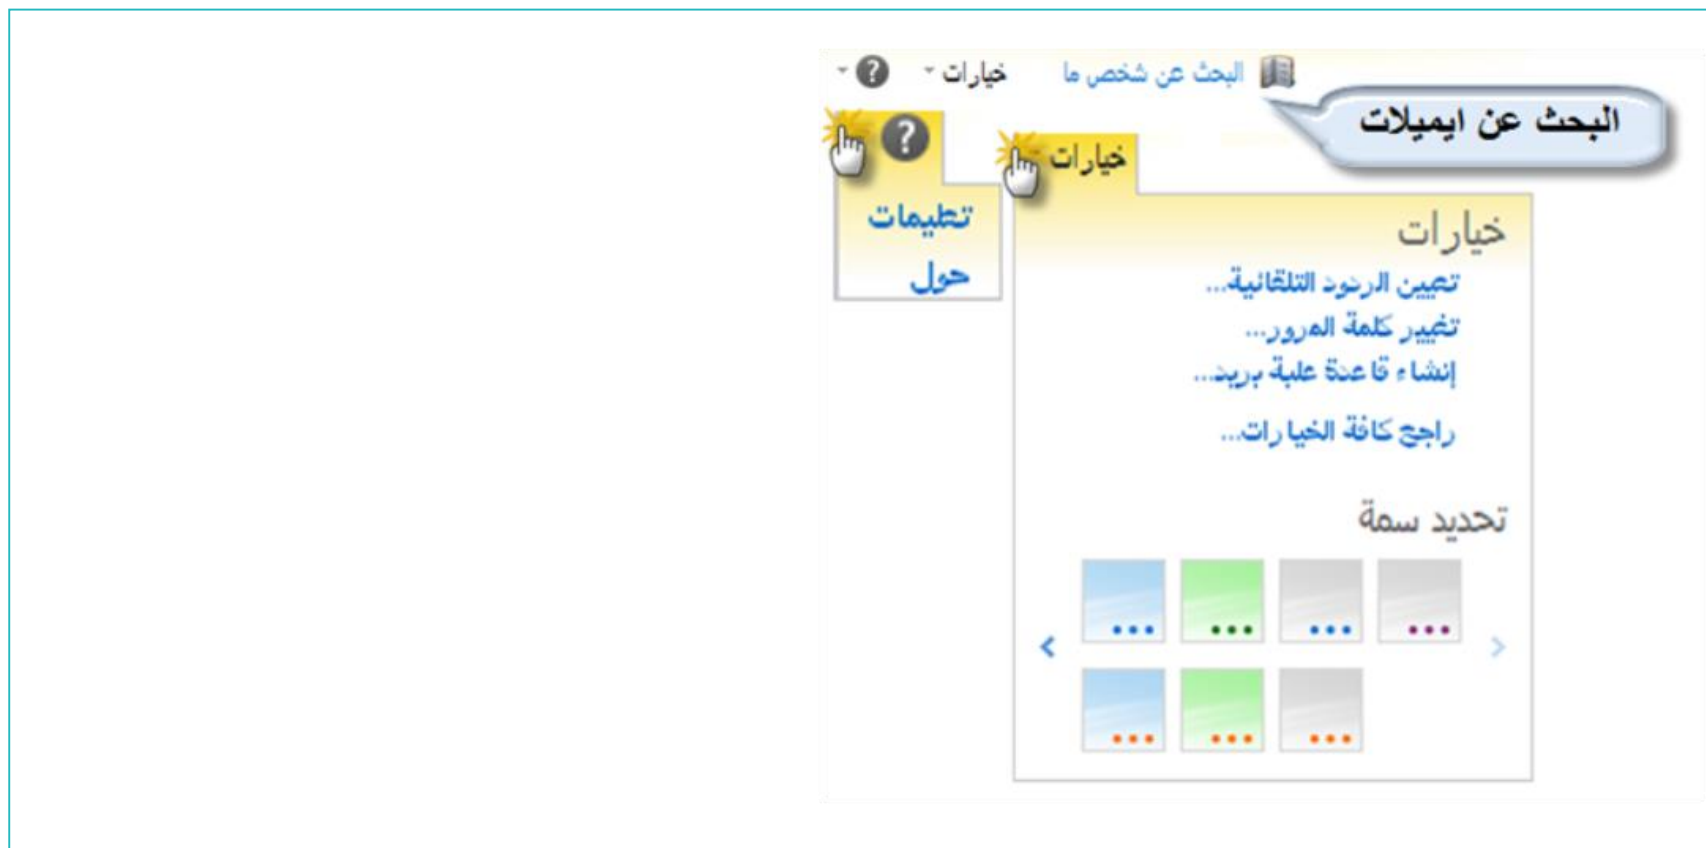 البحث عن شخص ما خيارات ?
البحث عن ايميلات
خيارات
?
خيارات
تعيين الردود التلقائية...
تغيير كلمة المرور...
إنشاء قاعدة علبة بريد...
راجع كافة الخيارات...
تحديد سمة
تعليمات
حول